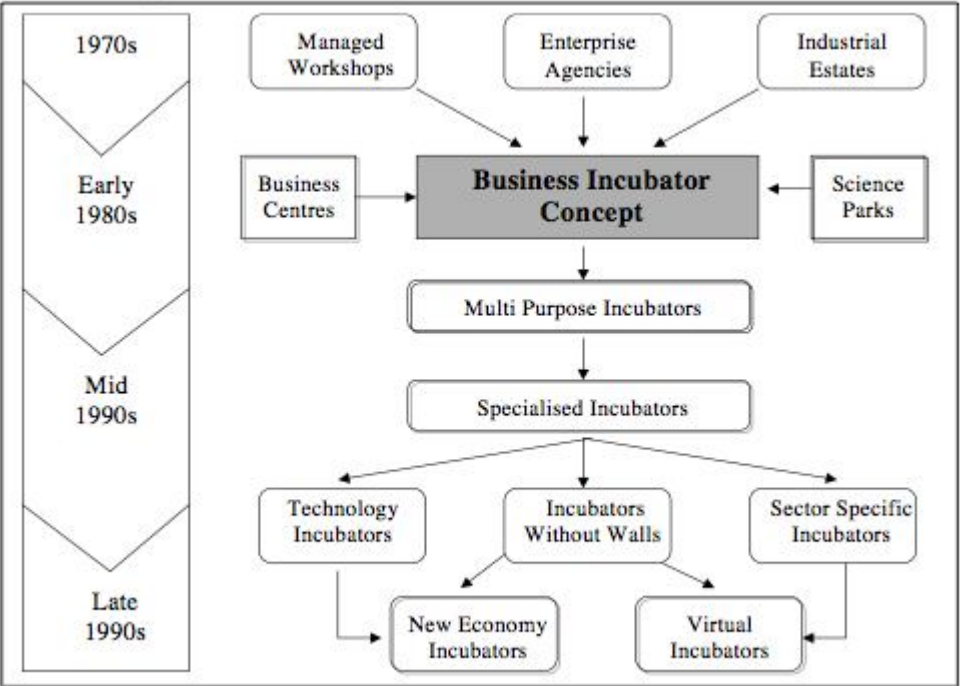 1970s
Managed
Workshops
Enterprise
Agencies
Industrial
Estates
Early
1980s
Business
Centres
Business Incubator
Concept
Science
Parks
Multi Purpose Incubators
Mid
1990s
Specialised Incubators
Technology
Incubators
Incubators
Without Walls
Sector Specific
Incubators
Late
1990s
New Economy
Incubators
Virtual
Incubators